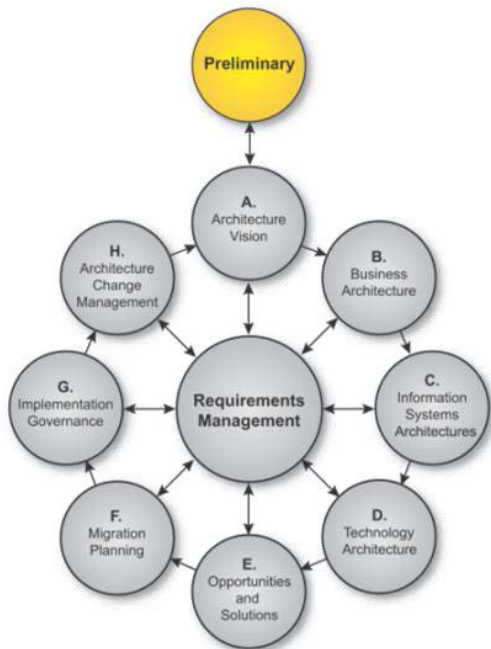 Preliminary
A.
Architecture
Vision
B.
Business
Architecture
C.
Information
Systems
Architectures
D.
Technology
Architecture
E.
Opportunities
and
Solutions
F.
Migration
Planning
G.
Implementation
Governance
H.
Architecture
Change
Management
Requirements
Management